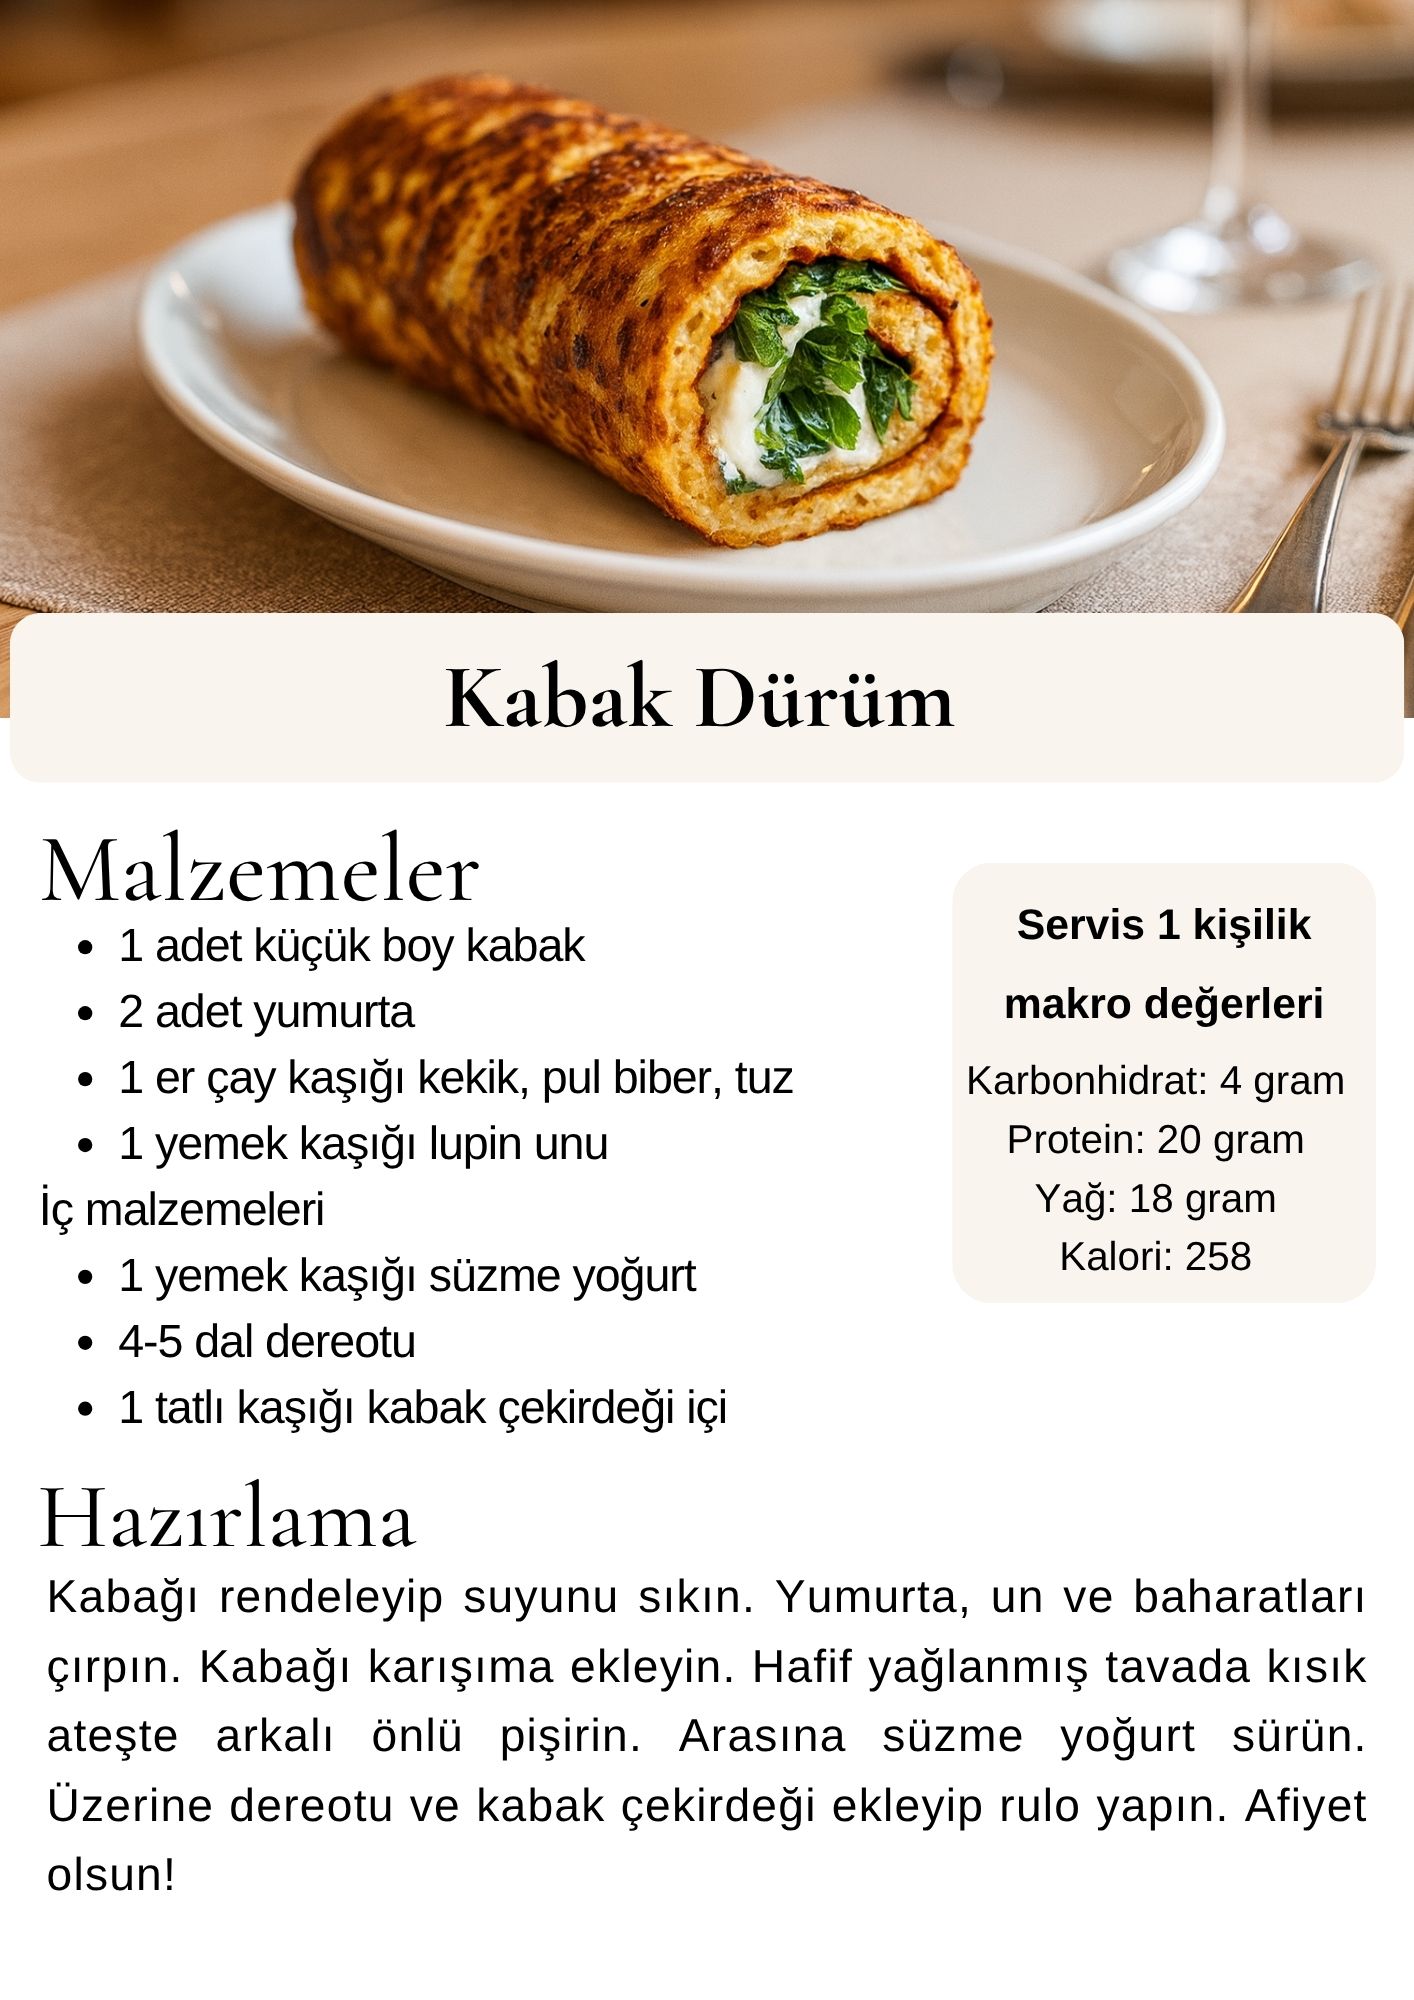 Kabak Dürüm
Malzemeler
• 1 adet küçük boy kabak
• 2 adet yumurta
• 1 er çay kaşığı kekik, pul biber, tuz
• 1 yemek kaşığı lupin unu
İç malzemeleri
• 1 yemek kaşığı süzme yoğurt
• 4-5 dal dereotu
• 1 tatlı kaşığı kabak çekirdeği içi
Servis 1 kişilik
makro değerleri
Karbonhidrat: 4 gram
Protein: 20 gram
Yağ: 18 gram
Kalori: 258
Hazırlama
Kabağı rendeleyip suyunu sıkın. Yumurta, un ve baharatları
çırpın. Kabağı karışıma ekleyin. Hafif yağlanmış tavada kısık
ateşte arkalı önlü pişirin. Arasına süzme yoğurt sürün.
Üzerine dereotu ve kabak çekirdeği ekleyip rulo yapın. Afiyet
olsun!